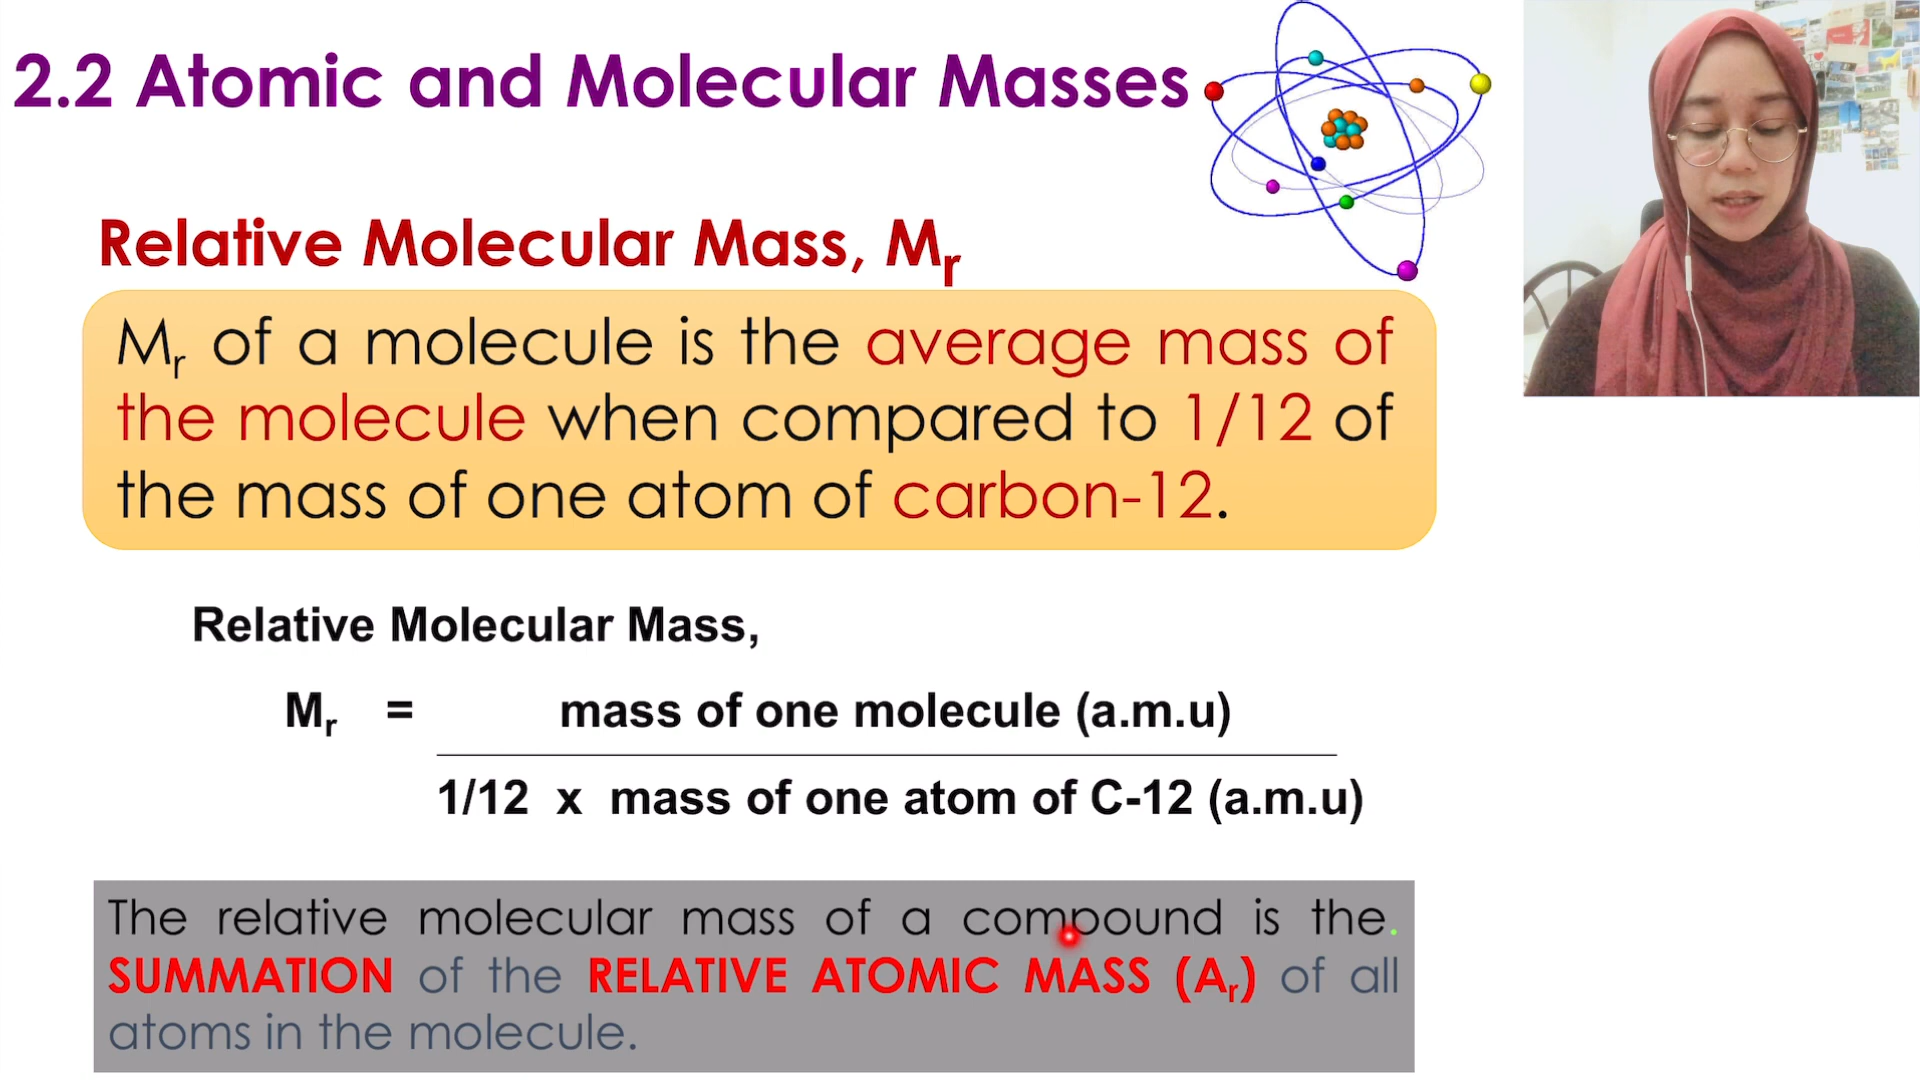 2.2 Atomic and Molecular Masses
Relative Molecular Mass, Mr
Mr of a molecule is the average mass of
the molecule when compared to 1/12 of
the mass of one atom of carbon-12.
Relative Molecular Mass,
Mr = mass of one molecule (a.m.u)
1/12 x mass of one atom of C-12 (a.m.u)
The relative molecular mass of a compound is the.
SUMMATION of the RELATIVE ATOMIC MASS (Ar) of all
atoms in the molecule.